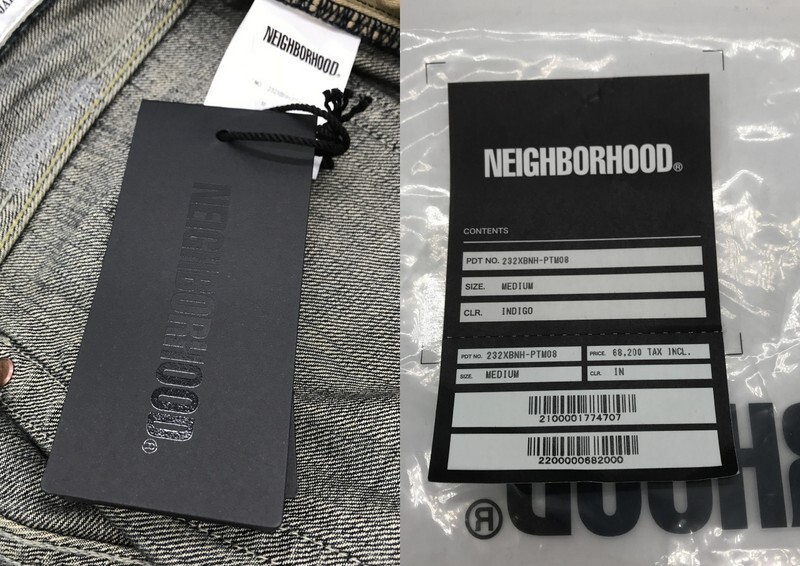 NEIGHBORHOOD®
NEIGHBORHOOD®
NEIGHBORHOOD®
CONTENTS
PDT NO. 232XBNH-PTM08
SIZE. MEDIUM
CLR. INDIGO
PDT NO. 232XBNH-PTM08
PRICE. 68,200 TAX INCL.
SIZE. MEDIUM
CLR. IN
2100001774707
2200000682000
HOOD®